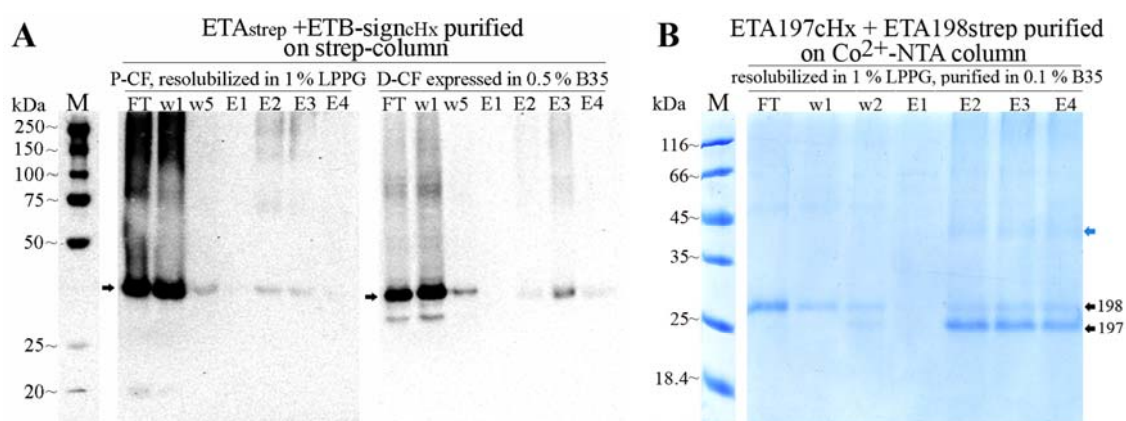 A
ETAstrep +ETB-signcHx purified
on strep-column
P-CF, resolubilized in 1 % LPPG
D-CF expressed in 0.5 % B35
kDa M FT w1 w5 E1 E2 E3 E4 FT w1 w5 E1 E2 E3 E4
250~
150~
100~
75~
50~
25~
20~
B
ETA197cHx + ETA198strep purified
on Co²⁺-NTA column
resolubilized in 1 % LPPG, purified in 0.1 % B35
kDa M FT w1 w2 E1 E2 E3 E4
116~
66~
45~
35~
25~
18.4~
198
197